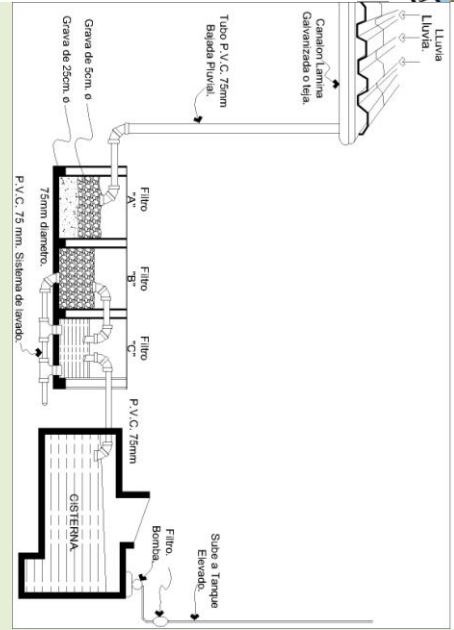 LLuvia
Lluvia.
Canalon Lamina
Galvanizada o teja.
Tubo P.V.C. 75mm
Bajada Pluvial.
Grava de 5cm. ø
Grava de 25cm. ø
Filtro
"A"
Filtro
"B"
Filtro
"C"
75mm diametro.
P.V.C. 75 mm. Sistema de lavado.
P.V.C. 75mm
CISTERNA
Sube a Tanque
Elevado.
Filtro.
Bomba.